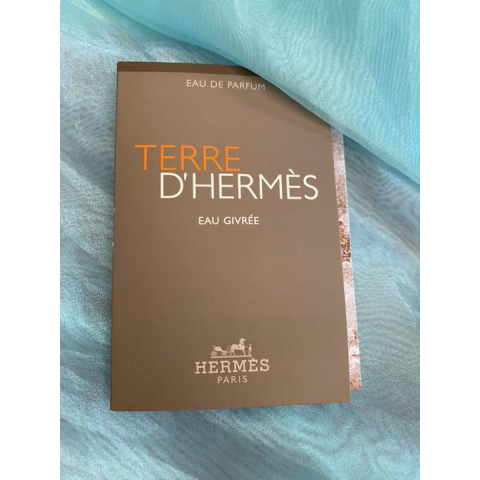 EAU DE PARFUM
TERRE
D'HERMÈS
EAU GIVRÉE
HERMÈS
PARIS